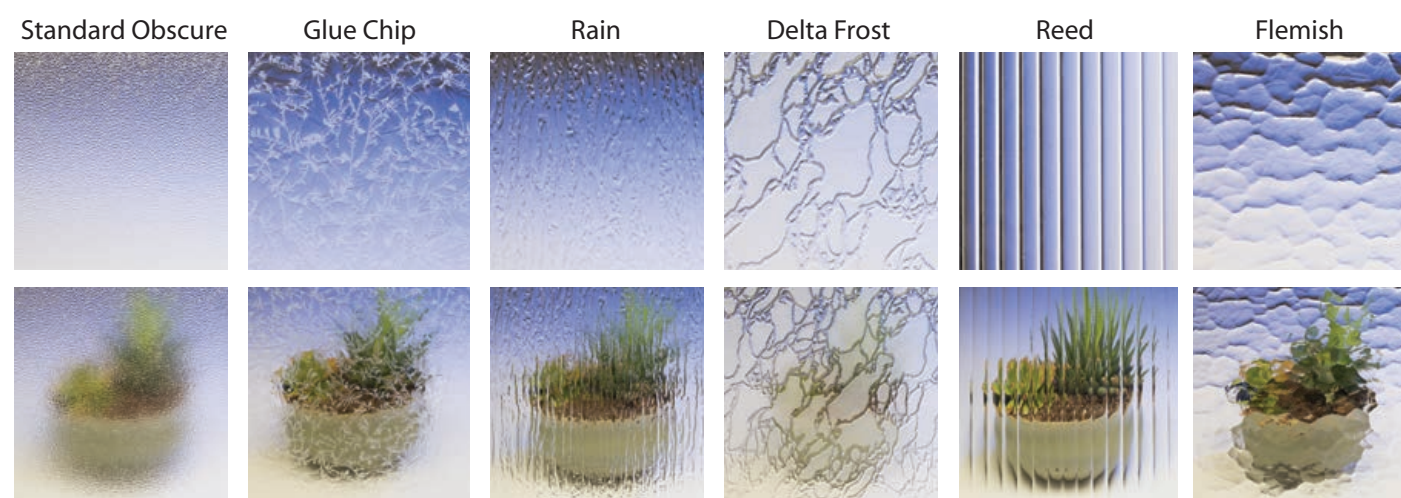 Standard Obscure
Glue Chip
Rain
Delta Frost
Reed
Flemish